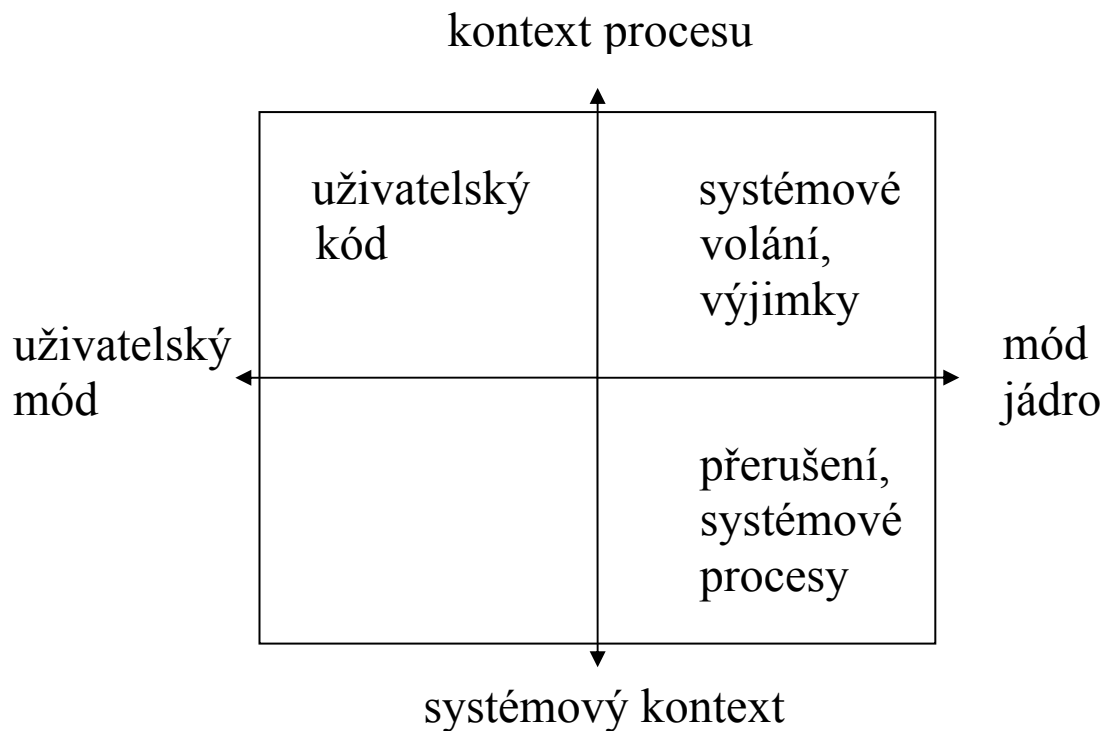 kontext procesu
uživatelský
kód
systémové
volání,
výjimky
uživatelský
mód
mód
jádro
přerušení,
systémové
procesy
systémový kontext